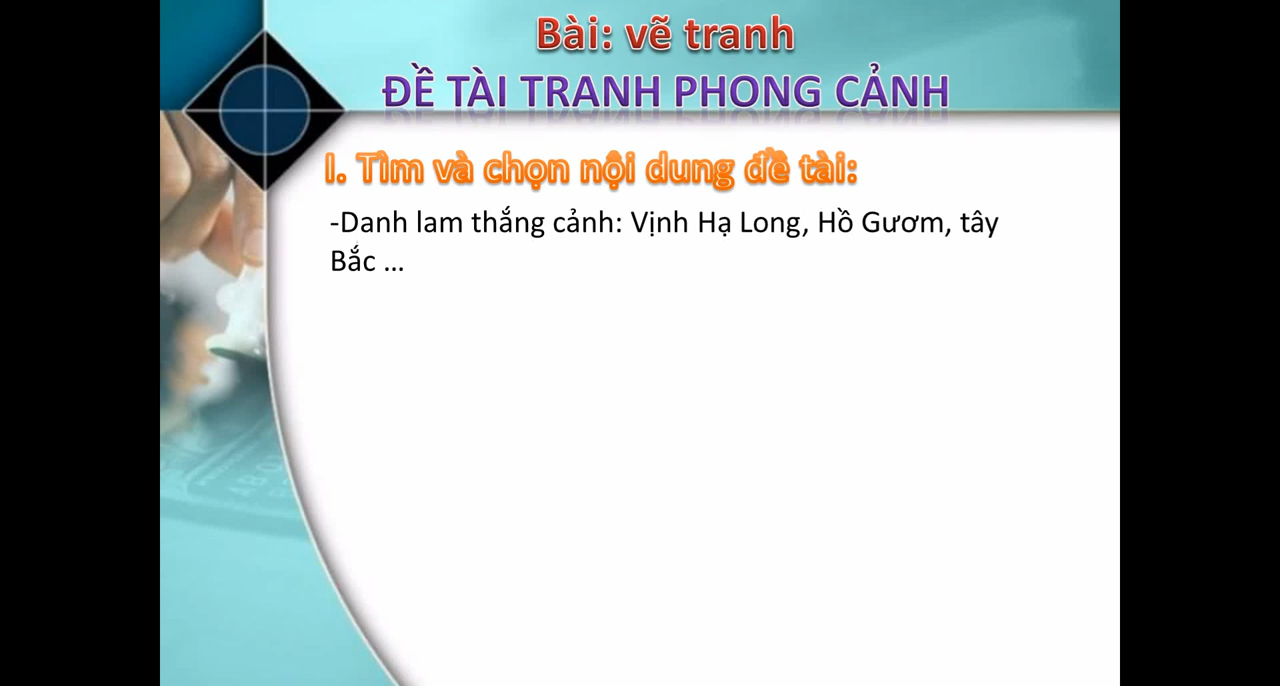 Bài: vẽ tranh
ĐỀ TÀI TRANH PHONG CẢNH
I. Tìm và chọn nội dung đề tài:
-Danh lam thắng cảnh: Vịnh Hạ Long, Hồ Gươm, tây
Bắc ...